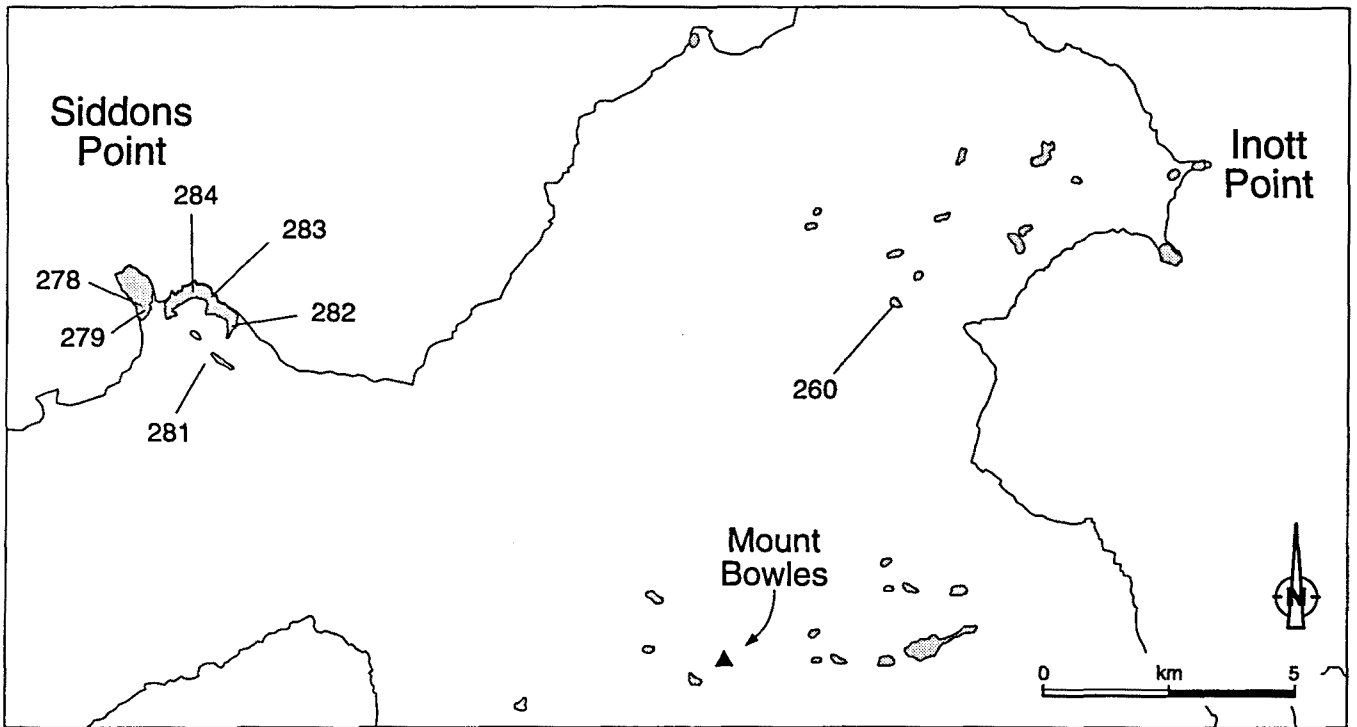 Siddons
Point
Inott
Point
284
283
278
282
279
260
281
Mount
Bowles
N
0 km 5